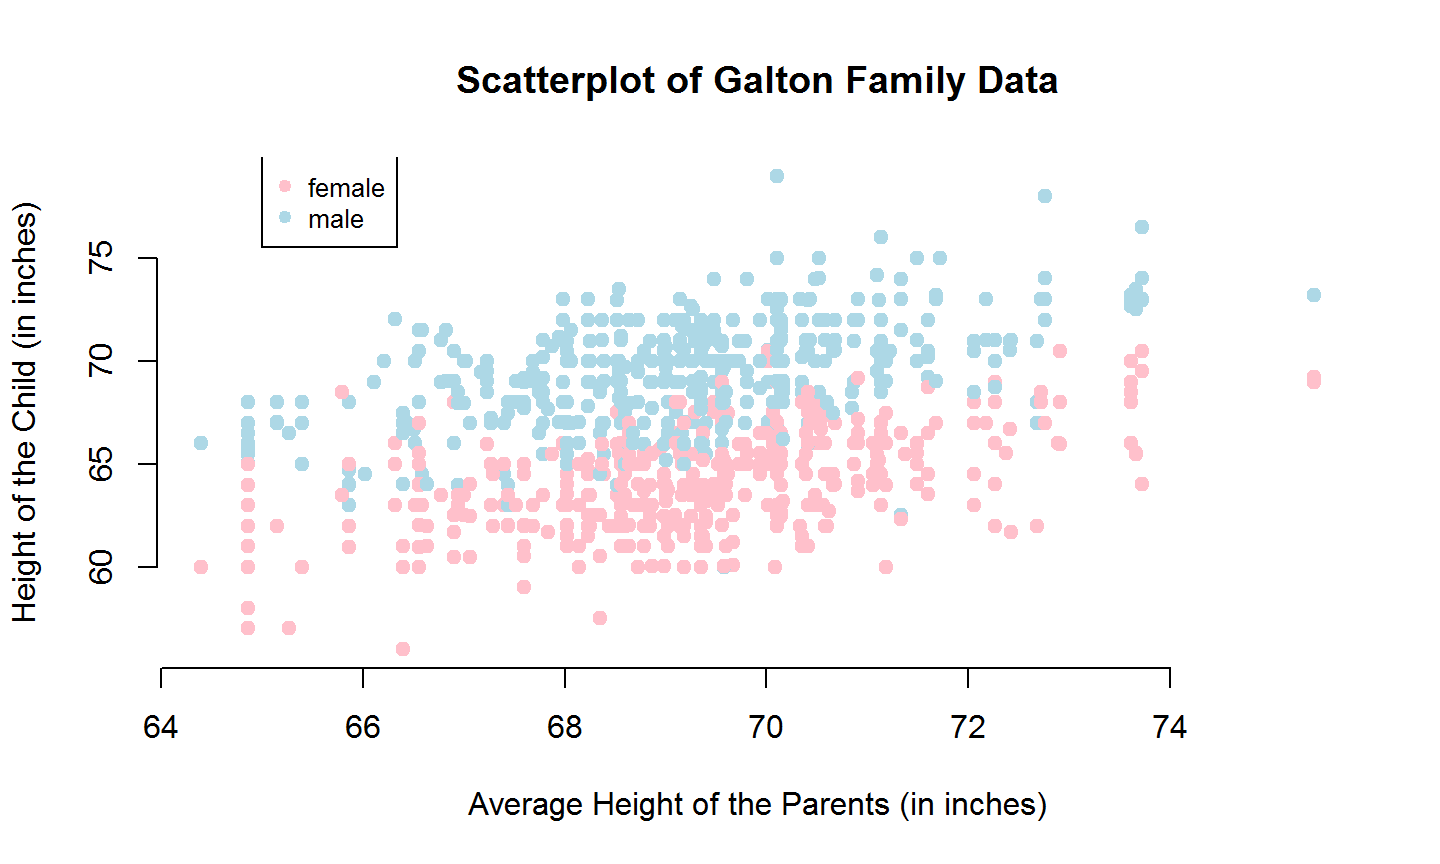 Scatterplot of Galton Family Data
female
male
Height of the Child (in inches)
75
70
65
60
64 66 68 70 72 74
Average Height of the Parents (in inches)